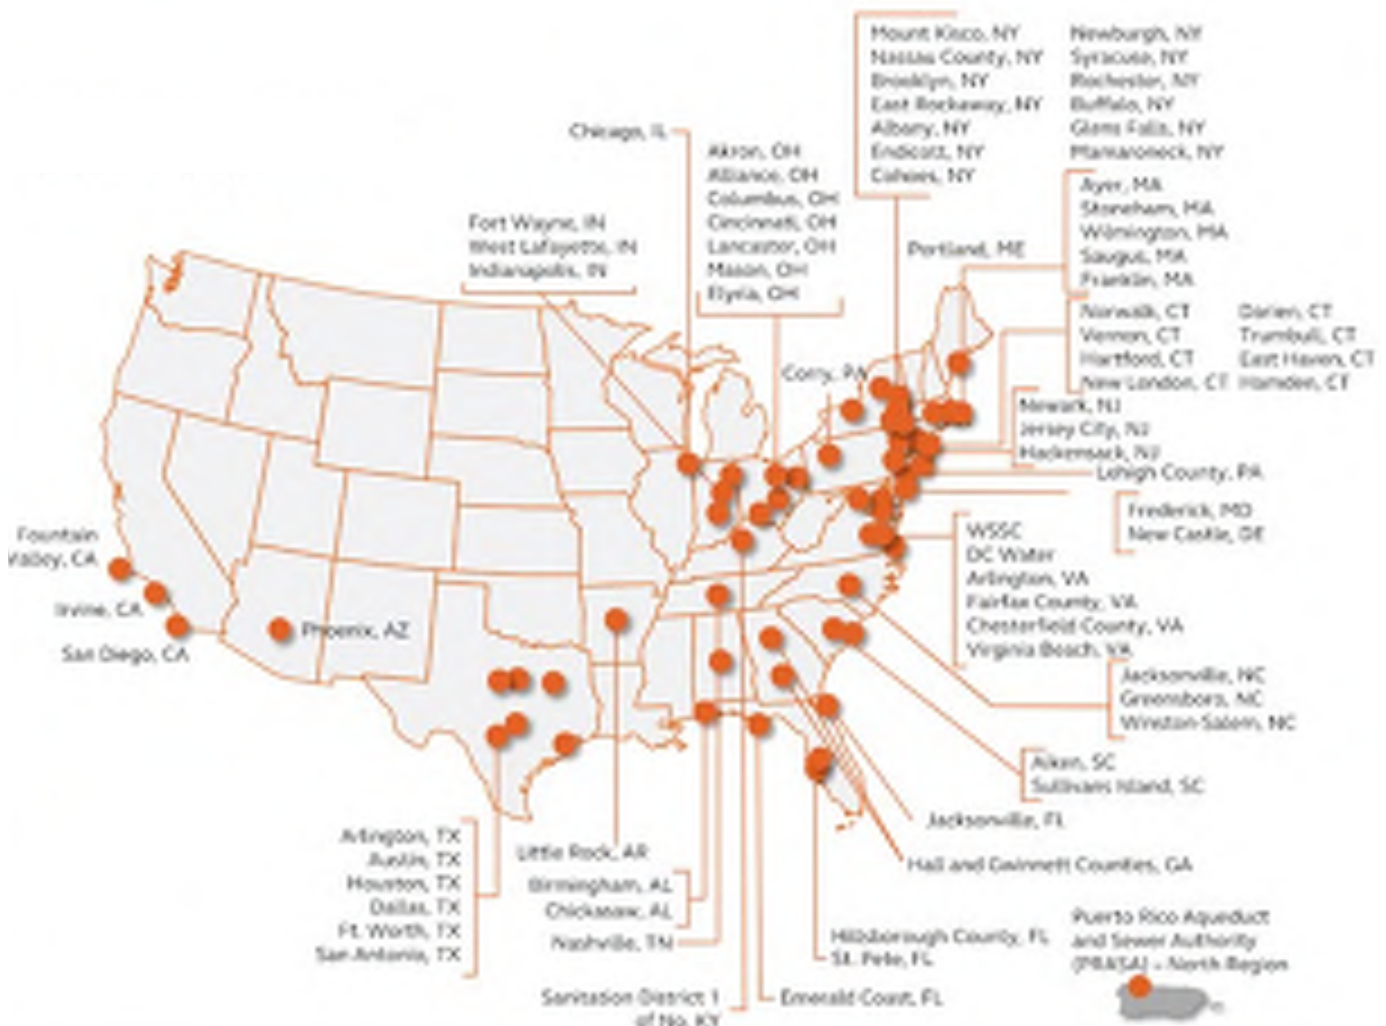 Mount Kisco, NY
Nassau County, NY
Brooklyn, NY
East Rockaway, NY
Albany, NY
Endicott, NY
Cohoes, NY
Newburgh, NY
Syracuse, NY
Rochester, NY
Buffalo, NY
Glens Falls, NY
Mamaroneck, NY
Chicago, IL
Akron, OH
Alliance, OH
Columbus, OH
Cincinnati, OH
Lancaster, OH
Mason, OH
Elyria, OH
Fort Wayne, IN
West Lafayette, IN
Indianapolis, IN
Portland, ME
Ayer, MA
Stoneham, MA
Wilmington, MA
Saugus, MA
Franklin, MA
Norwalk, CT
Vernon, CT
Hartford, CT
New London, CT
Darien, CT
Trumbull, CT
East Haven, CT
Hamden, CT
Corry, PA
Newark, NJ
Jersey City, NJ
Hackensack, NJ
Lehigh County, PA
Frederick, MD
New Castle, DE
WSSC
DC Water
Arlington, VA
Fairfax County, VA
Chesterfield County, VA
Virginia Beach, VA
Fountain
Valley, CA
Irvine, CA
San Diego, CA
Phoenix, AZ
Jacksonville, NC
Greensboro, NC
Winston-Salem, NC
Aiken, SC
Sullivans Island, SC
Jacksonville, FL
Hall and Gwinnett Counties, GA
Arlington, TX
Austin, TX
Houston, TX
Dallas, TX
Ft. Worth, TX
San Antonio, TX
Little Rock, AR
Birmingham, AL
Chickasaw, AL
Nashville, TN
Hillsborough County, FL
St. Pete, FL
Sanitation District 1
of No. KY
Emerald Coast, FL
Puerto Rico Aqueduct
and Sewer Authority
(PRASA) – North Region